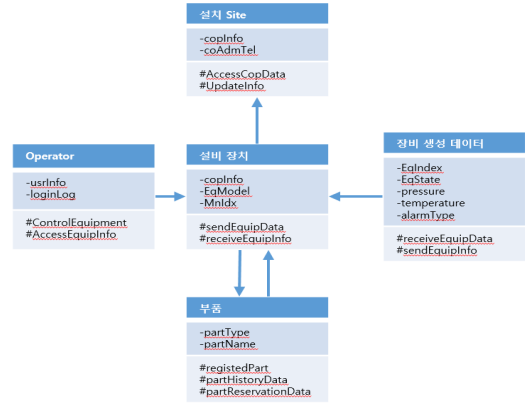 설치 Site
-copInfo
-coAdmTel
#AccessCopData
#UpdateInfo
Operator
-usrInfo
-loginLog
#ControlEquipment
#AccessEquipInfo
설비 장치
-copInfo
-EqModel
-MnIdx
#sendEquipData
#receiveEquipInfo
장비 생성 데이터
-EqIndex
-EqState
-pressure
-temperature
-alarmType
#receiveEquipData
#sendEquipInfo
부품
-partType
-partName
#registedPart
#partHistoryData
#partReservationData